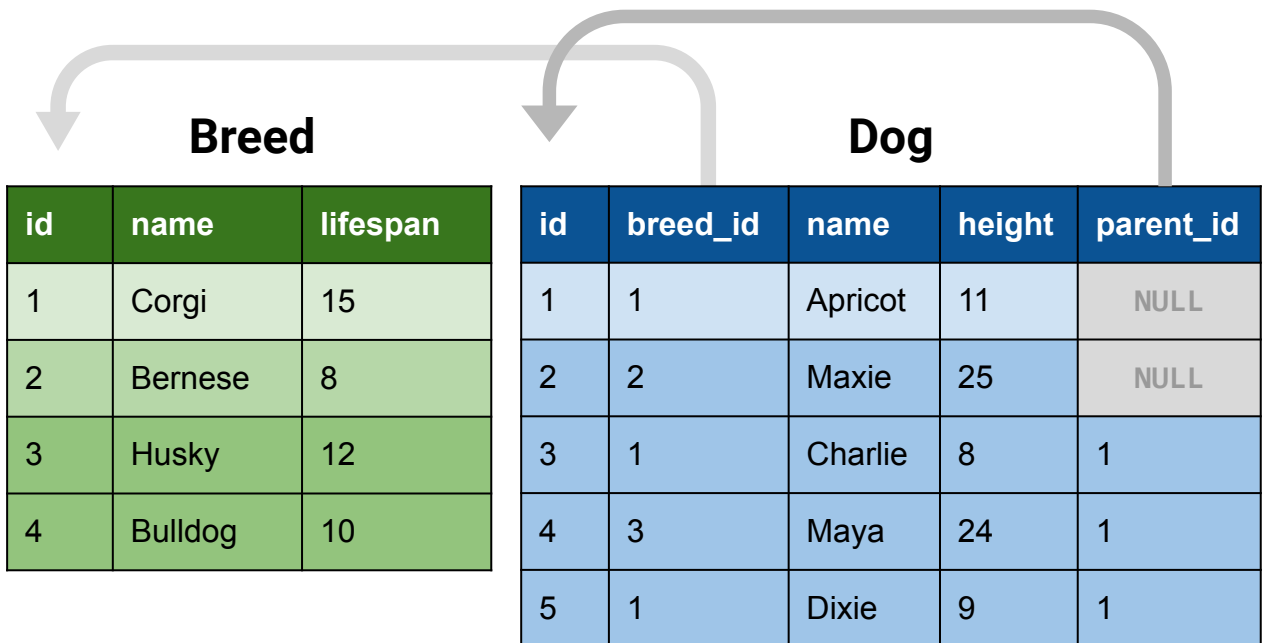 Breed
id name lifespan
1 Corgi 15
2 Bernese 8
3 Husky 12
4 Bulldog 10
Dog
id breed_id name height parent_id
1 1 Apricot 11 NULL
2 2 Maxie 25 NULL
3 1 Charlie 8 1
4 3 Maya 24 1
5 1 Dixie 9 1